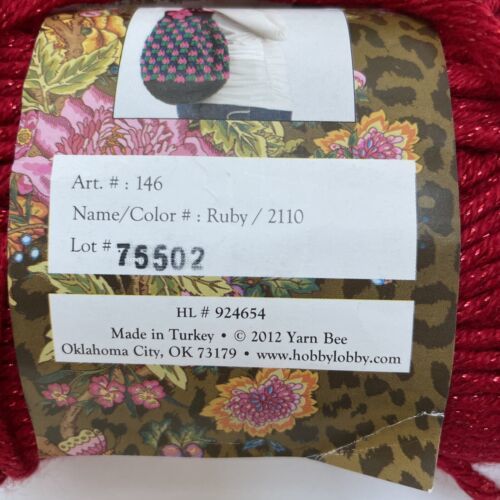 Art. # : 146
Name/Color # : Ruby / 2110
Lot # 75502
HL # 924654
Made in Turkey • © 2012 Yarn Bee
Oklahoma City, OK 73179 • www.hobbylobby.com